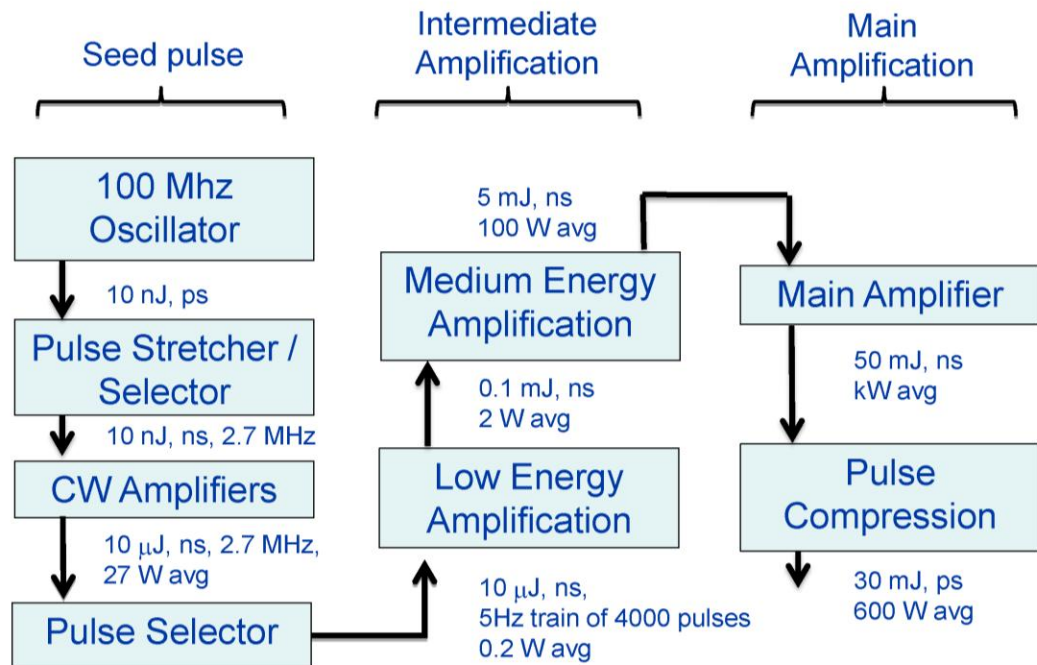 Seed pulse
Intermediate
Amplification
Main
Amplification
100 Mhz
Oscillator
10 nJ, ps
Pulse Stretcher /
Selector
10 nJ, ns, 2.7 MHz
CW Amplifiers
10 μJ, ns, 2.7 MHz,
27 W avg
Pulse Selector
10 μJ, ns,
5Hz train of 4000 pulses
0.2 W avg
Low Energy
Amplification
0.1 mJ, ns
2 W avg
Medium Energy
Amplification
5 mJ, ns
100 W avg
Main Amplifier
50 mJ, ns
kW avg
Pulse
Compression
30 mJ, ps
600 W avg